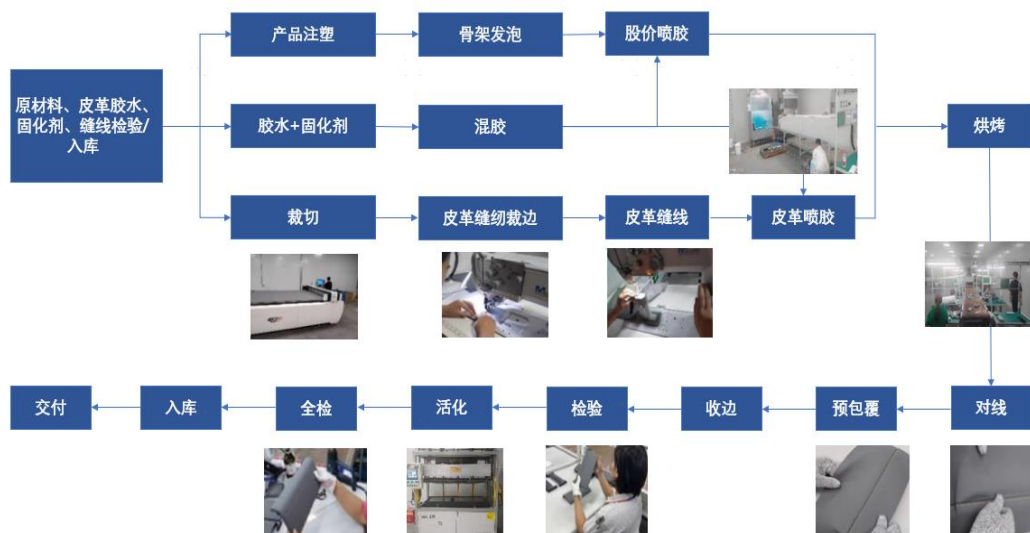 产品注塑
骨架发泡
股价喷胶
原材料、皮革胶水、
固化剂、缝线检验/
入库
胶水+固化剂
混胶
烘烤
裁切
皮革缝纫裁边
皮革缝线
皮革喷胶
交付
入库
全检
活化
检验
收边
预包覆
对线